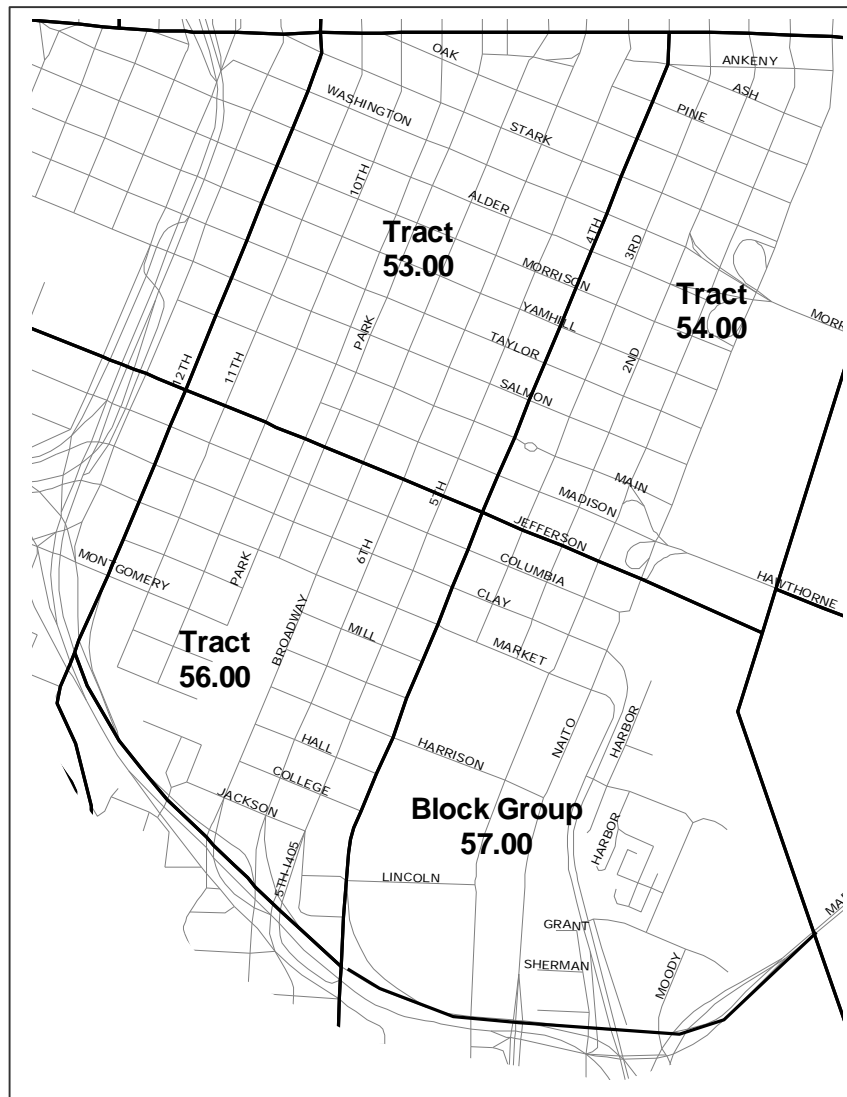 OAK
ANKENY
WASHINGTON
ASH
PINE
STARK
10TH
ALDER
4TH
3RD
Tract
53.00
MORRISON
Tract
54.00
YAMHILL
MORR
PARK
TAYLOR
2ND
12TH
11TH
SALMON
MAIN
MADISON
5TH
JEFFERSON
6TH
COLUMBIA
MONTGOMERY
PARK
HAWTHORNE
CLAY
BROADWAY
MILL
MARKET
Tract
56.00
NAITO
HARBOR
HALL
HARRISON
COLLEGE
JACKSON
Block Group
57.00
HARBOR
5TH-I405
LINCOLN
MA
GRANT
SHERMAN
MOODY